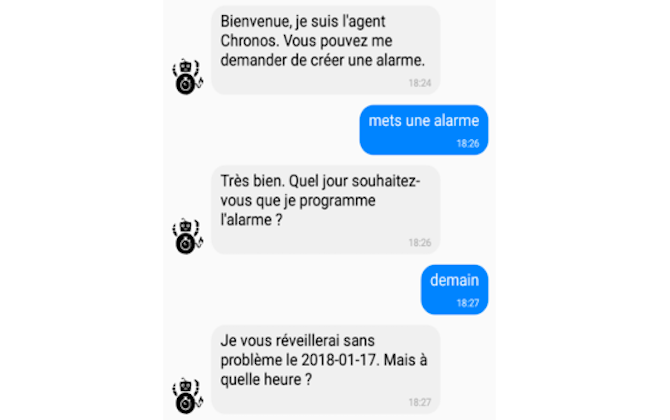 Bienvenue, je suis l'agent
Chronos. Vous pouvez me
demander de créer une alarme.
18:24
mets une alarme
18:26
Très bien. Quel jour souhaitez-
vous que je programme
l'alarme ?
18:26
demain
18:27
Je vous réveillerai sans
problème le 2018-01-17. Mais à
quelle heure ?
18:27